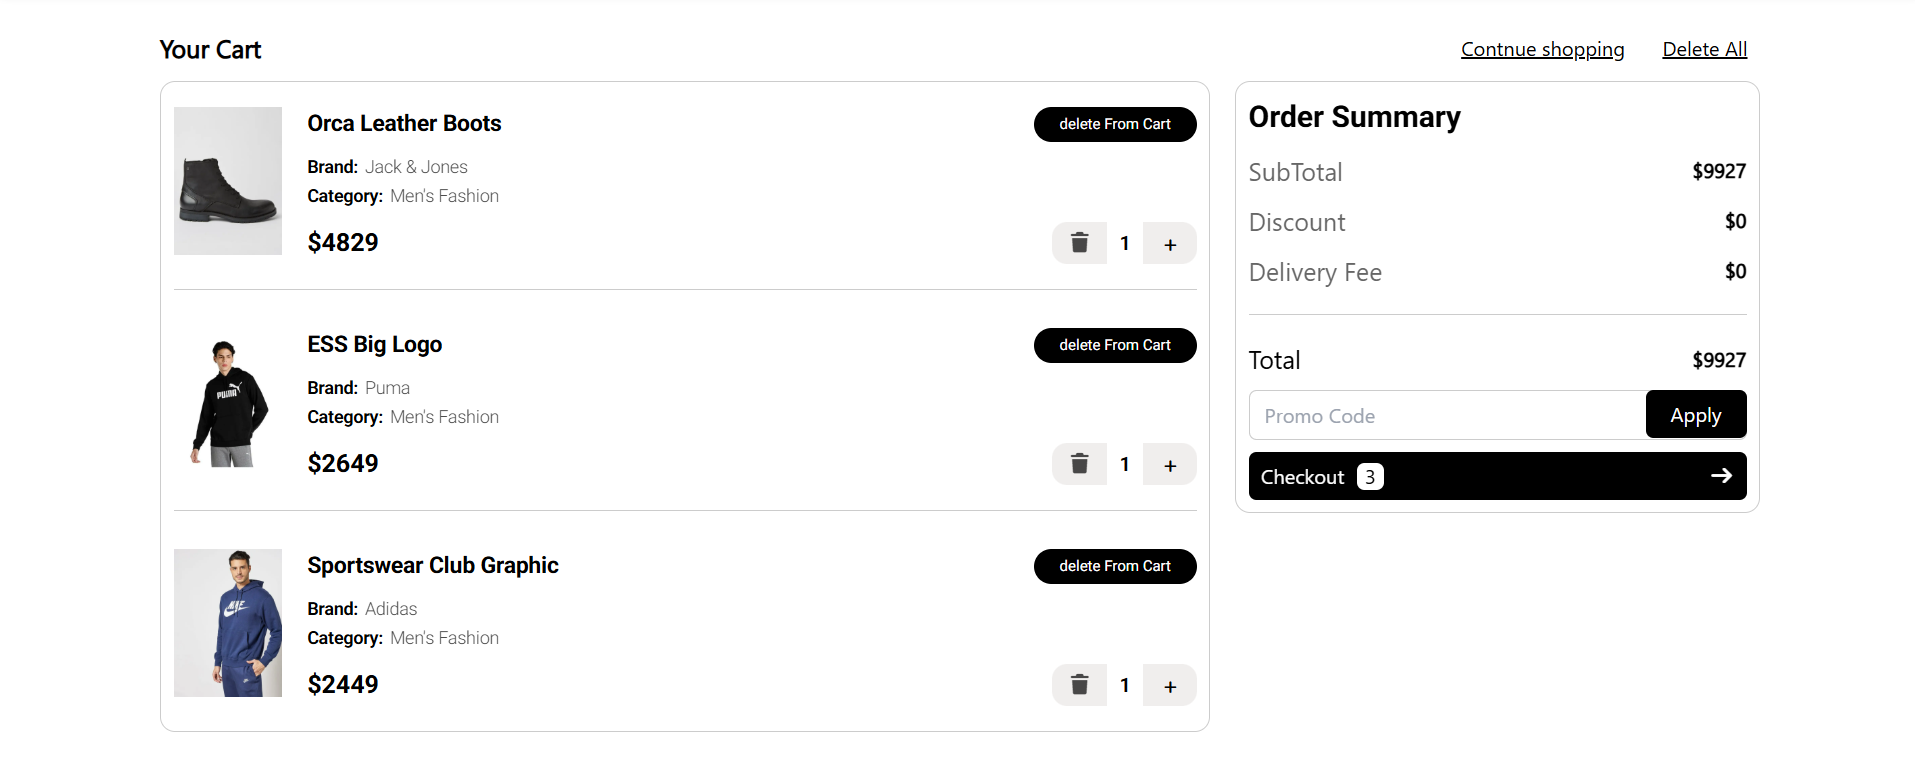 Your Cart
Contnue shopping
Delete All
Orca Leather Boots
delete From Cart
Brand: Jack & Jones
Category: Men's Fashion
$4829
1 +
PUMA
ESS Big Logo
delete From Cart
Brand: Puma
Category: Men's Fashion
$2649
1 +
NIKE
Sportswear Club Graphic
delete From Cart
Brand: Adidas
Category: Men's Fashion
$2449
1 +
Order Summary
SubTotal $9927
Discount $0
Delivery Fee $0
Total $9927
Promo Code
Apply
Checkout 3